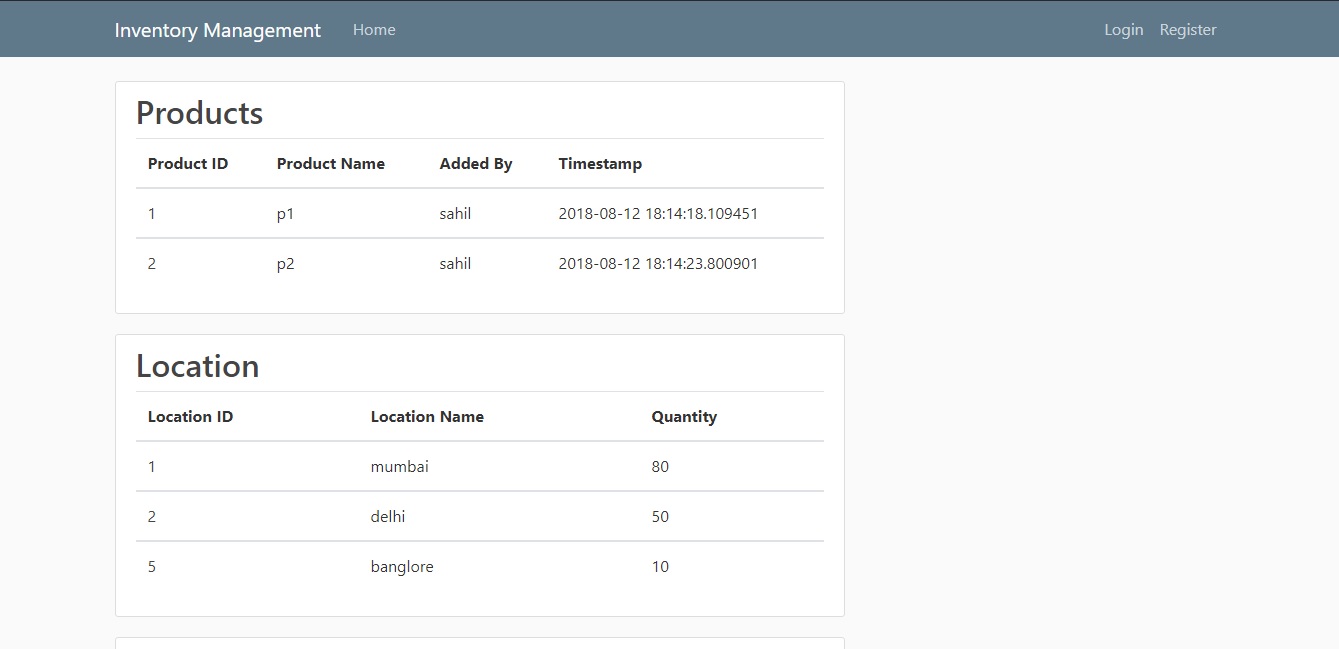 Inventory Management Home Login Register
Products
Product ID Product Name Added By Timestamp
1 p1 sahil 2018-08-12 18:14:18.109451
2 p2 sahil 2018-08-12 18:14:23.800901
Location
Location ID Location Name Quantity
1 mumbai 80
2 delhi 50
5 banglore 10